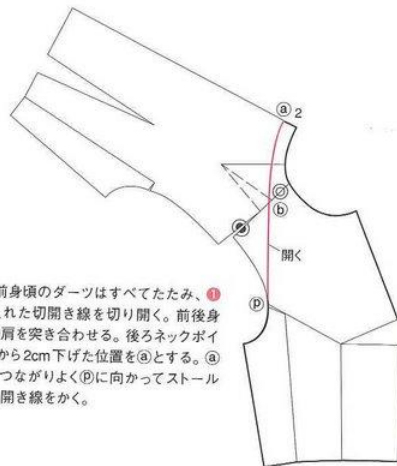 ⓐ 2
ⓑ
開く
ⓟ
前身頃のダーツはすべてたたみ、❶
れた切開き線を切り開く。前後身
肩を突き合わせる。後ろネックポイ
から2cm下げた位置をⓐとする。ⓐ
つながりよくⓟに向かってストール
開き線をかく。